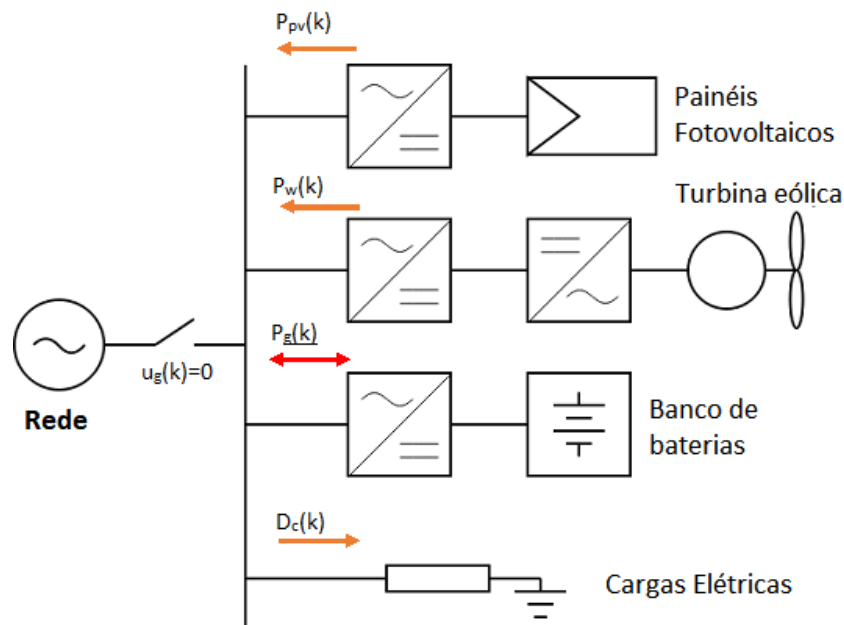 Ppv(k)
Painéis
Fotovoltaicos
Pw(k)
Turbina eólica
Pg(k)
ug(k)=0
Rede
Banco de
baterias
Dc(k)
Cargas Elétricas